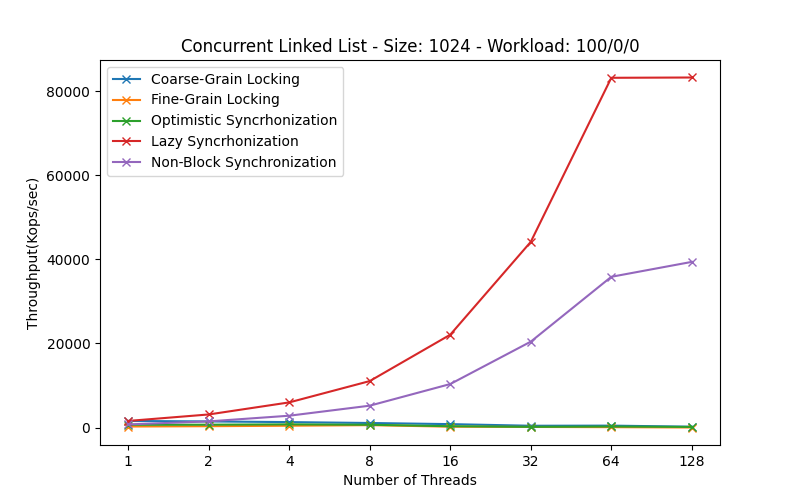 Concurrent Linked List - Size: 1024 - Workload: 100/0/0
Coarse-Grain Locking
Fine-Grain Locking
Optimistic Syncrhonization
Lazy Syncrhonization
Non-Block Synchronization
Throughput(Kops/sec)
80000
60000
40000
20000
0
1 2 4 8 16 32 64 128
Number of Threads